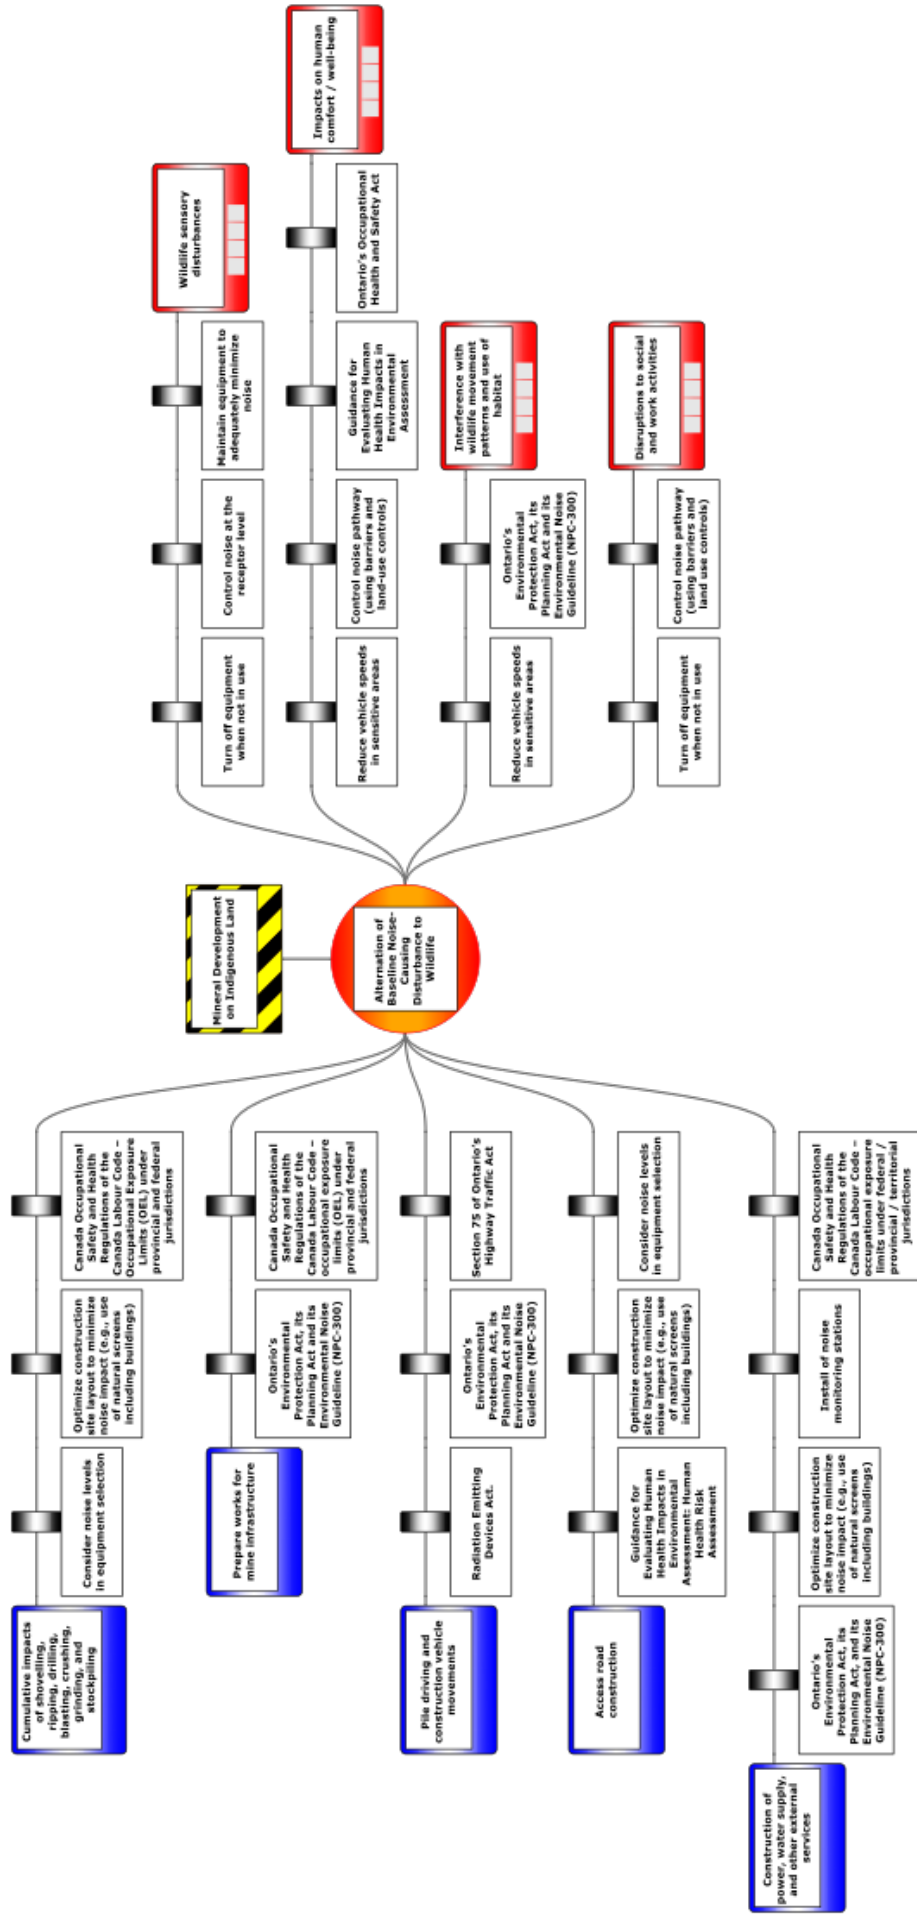 Cumulative impacts
of shovelling,
ripping, drilling,
blasting, crushing,
grinding, and
stockpiling
Consider noise levels
in equipment selection
Optimize construction
site layout to minimize
noise impact (e.g., use
of natural screens
including buildings)
Canada Occupational
Safety and Health
Regulations of the
Canada Labour Code –
Occupational Exposure
Limits (OEL) under
provincial and federal
jurisdictions
Prepare works for
mine infrastructure
Ontario's
Environmental
Protection Act, its
Planning Act and its
Environmental Noise
Guideline (NPC-300)
Canada Occupational
Safety and Health
Regulations of the
Canada Labour Code –
occupational exposure
limits (OEL) under
provincial and federal
jurisdictions
Pile driving and
construction vehicle
movements
Radiation Emitting
Devices Act.
Ontario's
Environmental
Protection Act, its
Planning Act and its
Environmental Noise
Guideline (NPC-300)
Section 75 of Ontario's
Highway Traffic Act
Access road
construction
Guidance for
Evaluating Human
Health Impacts in
Environmental
Assessment: Human
Health Risk
Assessment
Optimize construction
site layout to minimize
noise impact (e.g., use
of natural screens
including buildings)
Consider noise levels
in equipment selection
Construction of
power, water supply,
and other external
services
Ontario's
Environmental
Protection Act, its
Planning Act, and its
Environmental Noise
Guideline (NPC-300)
Optimize construction
site layout to minimize
noise impact (e.g., use
of natural screens
including buildings)
Install of noise
monitoring stations
Canada Occupational
Safety and Health
Regulations of the
Canada Labour Code –
occupational exposure
limits under federal /
provincial / territorial
jurisdictions
Mineral Development
on Indigenous Land
Alternation of
Baseline Noise-
Causing
Disturbance to
Wildlife
Turn off equipment
when not in use
Control noise at the
receptor level
Maintain equipment to
adequately minimize
noise
Wildlife sensory
disturbances
Reduce vehicle speeds
in sensitive areas
Control noise pathway
(using barriers and
land-use controls)
Guidance for
Evaluating Human
Health Impacts in
Environmental
Assessment
Ontario's Occupational
Health and Safety Act
Impacts on human
comfort / well-being
Reduce vehicle speeds
in sensitive areas
Ontario's
Environmental
Protection Act, its
Planning Act and its
Environmental Noise
Guideline (NPC-300)
Interference with
wildlife movement
patterns and use of
habitat
Turn off equipment
when not in use
Control noise pathway
(using barriers and
land use controls)
Disruptions to social
and work activities